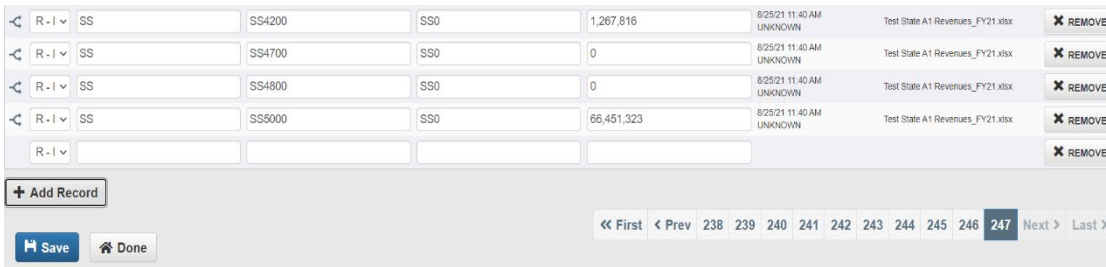 R - I SS SS4200 SS0 1,267,816 8/25/21 11:40 AM UNKNOWN Test State A1 Revenues_FY21.xlsx REMOVE
R - I SS SS4700 SS0 0 8/25/21 11:40 AM UNKNOWN Test State A1 Revenues_FY21.xlsx REMOVE
R - I SS SS4800 SS0 0 8/25/21 11:40 AM UNKNOWN Test State A1 Revenues_FY21.xlsx REMOVE
R - I SS SS5000 SS0 66,451,323 8/25/21 11:40 AM UNKNOWN Test State A1 Revenues_FY21.xlsx REMOVE
R - I REMOVE
+ Add Record
« First ‹ Prev 238 239 240 241 242 243 244 245 246 247 Next › Last ›
Save Done